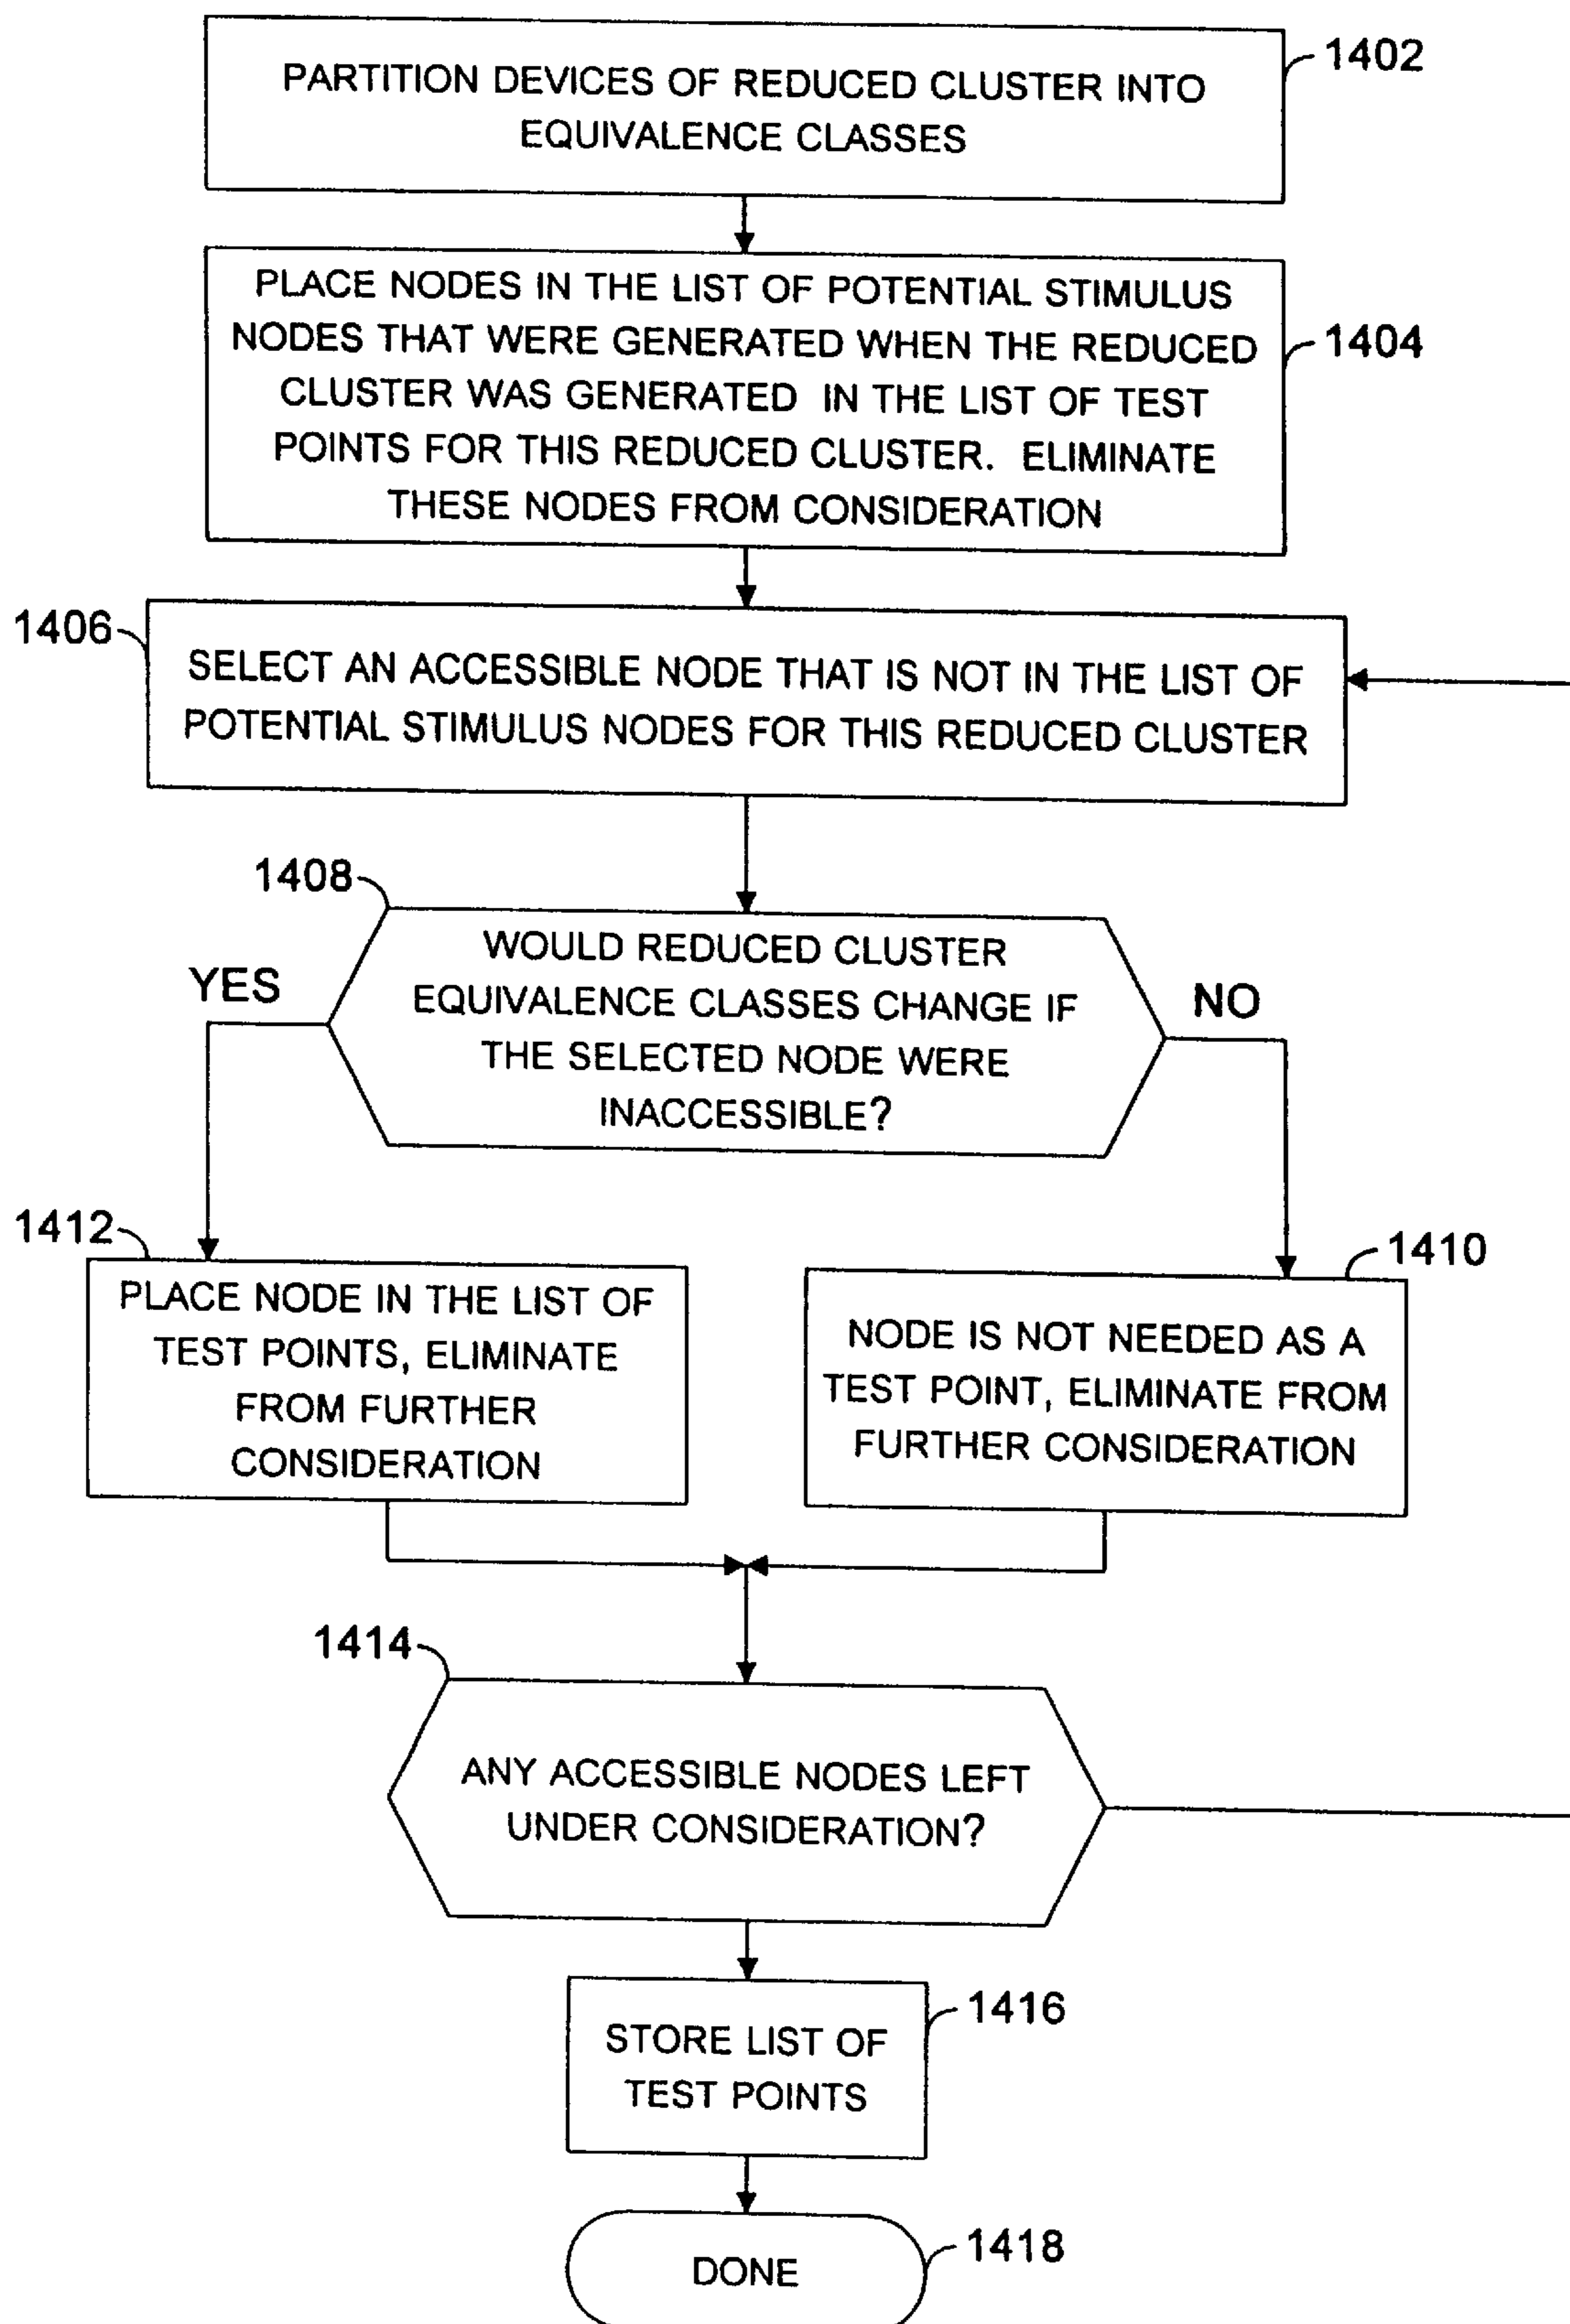 1402
PARTITION DEVICES OF REDUCED CLUSTER INTO
EQUIVALENCE CLASSES
PLACE NODES IN THE LIST OF POTENTIAL STIMULUS
NODES THAT WERE GENERATED WHEN THE REDUCED
CLUSTER WAS GENERATED IN THE LIST OF TEST
POINTS FOR THIS REDUCED CLUSTER. ELIMINATE
THESE NODES FROM CONSIDERATION
1404
1406
SELECT AN ACCESSIBLE NODE THAT IS NOT IN THE LIST OF
POTENTIAL STIMULUS NODES FOR THIS REDUCED CLUSTER
1408
WOULD REDUCED CLUSTER
EQUIVALENCE CLASSES CHANGE IF
THE SELECTED NODE WERE
INACCESSIBLE?
YES
NO
1412
PLACE NODE IN THE LIST OF
TEST POINTS, ELIMINATE
FROM FURTHER
CONSIDERATION
1410
NODE IS NOT NEEDED AS A
TEST POINT, ELIMINATE FROM
FURTHER CONSIDERATION
1414
ANY ACCESSIBLE NODES LEFT
UNDER CONSIDERATION?
1416
STORE LIST OF
TEST POINTS
1418
DONE